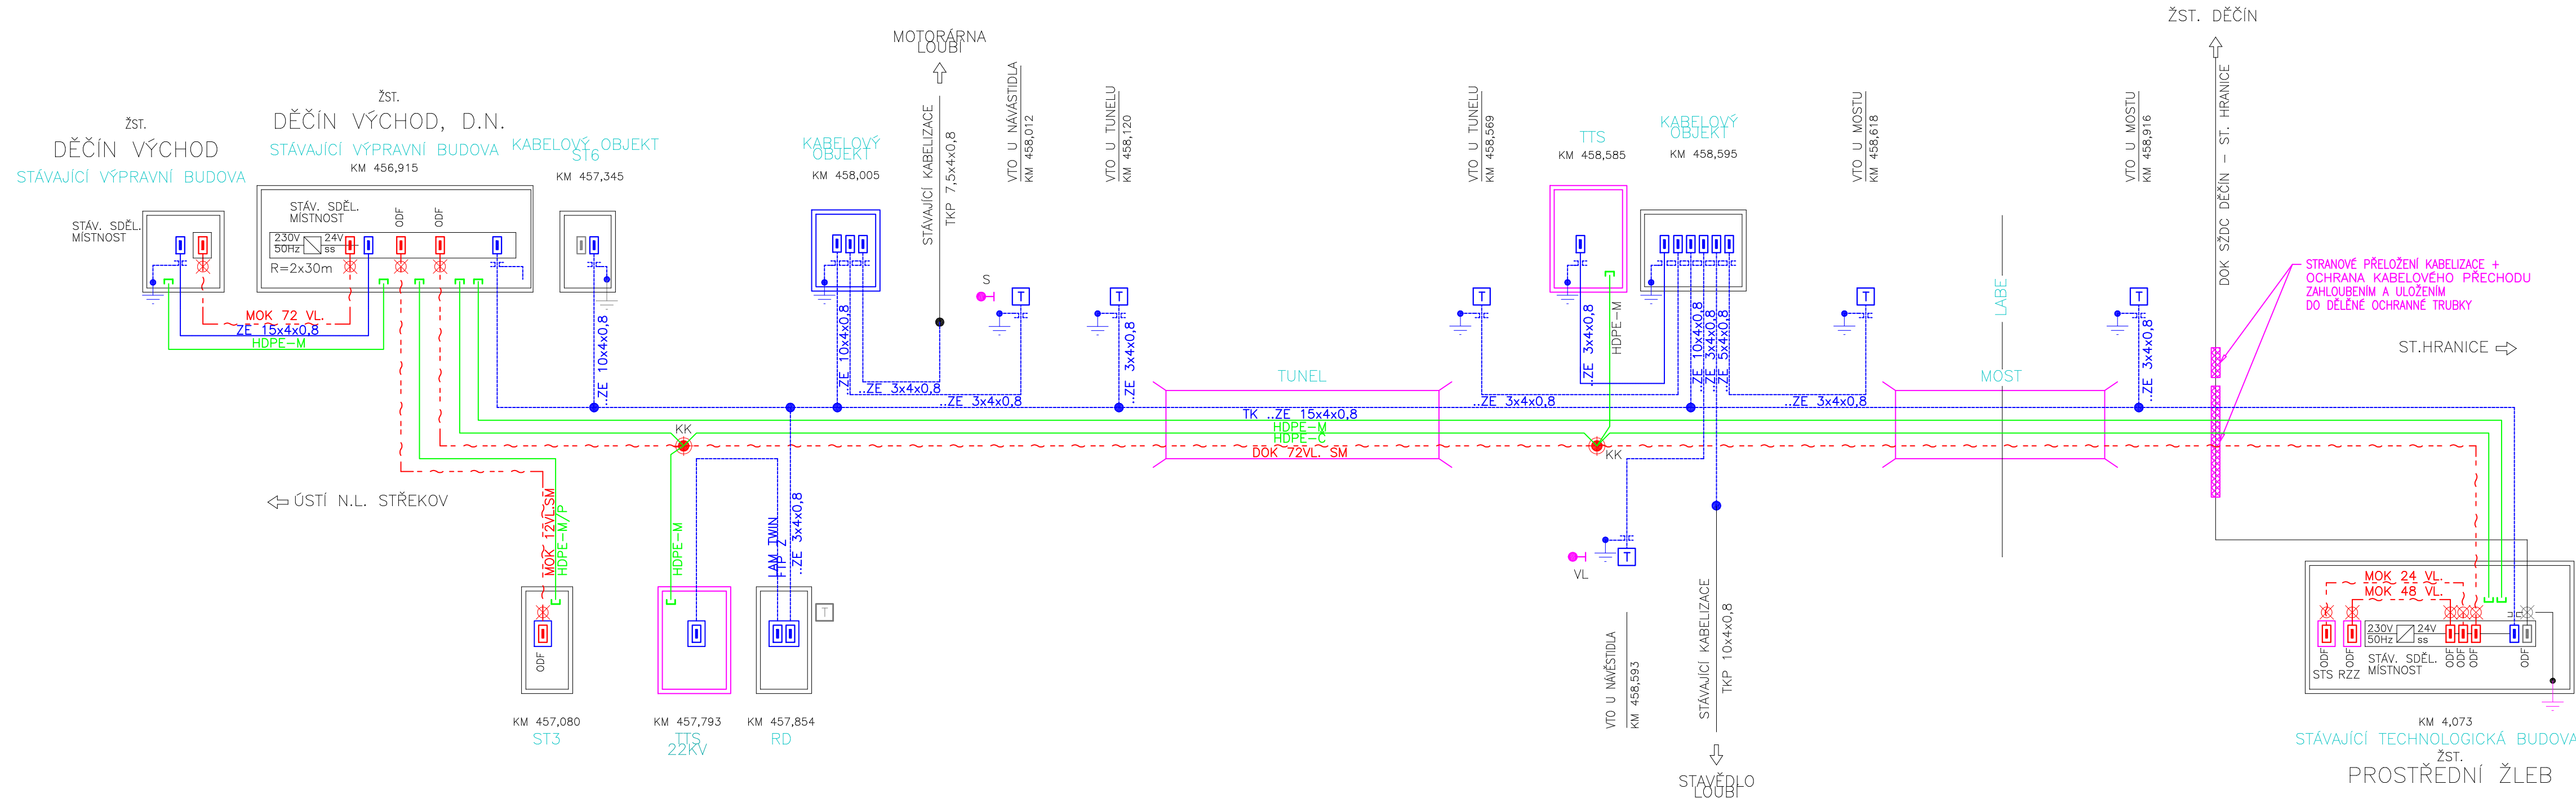 ŽST. DĚČÍN
MOTORÁRNA
LOUBÍ
ŽST.
DĚČÍN VÝCHOD
STÁVAJÍCÍ VÝPRAVNÍ BUDOVA
ŽST.
DĚČÍN VÝCHOD, D.N.
STÁVAJÍCÍ VÝPRAVNÍ BUDOVA
KM 456,915
KABELOVÝ OBJEKT
ST6
KM 457,345
KABELOVÝ
OBJEKT
KM 458,005
STÁVAJÍCÍ KABELIZACE
TKP 7,5x4x0,8
VTO U NÁVÁSTIDLA
KM 458,012
VTO U TUNELU
KM 458,120
VTO U TUNELU
KM 458,569
TTS
KM 458,585
KABELOVÝ
OBJEKT
KM 458,595
VTO U MOSTU
KM 458,618
VTO U MOSTU
KM 458,916
DOK SŽDC DĚČÍN – ST. HRANICE
STÁV. SDĚL.
MÍSTNOST
STÁV. SDĚL.
MÍSTNOST
ODF
ODF
230V
50Hz
24V
ss
R=2x30m
MOK 72 VL.
ZE 15x4x0,8
HDPE-M
..ZE 10x4x0,8
..ZE 10x4x0,8
..ZE 3x4x0,8
..ZE 3x4x0,8
S
T
T
..ZE 3x4x0,8
T
..ZE 3x4x0,8
..ZE 3x4x0,8
HDPE-M
..ZE 10x4x0,8
..ZE 3x4x0,8
..ZE 5x4x0,8
..ZE 3x4x0,8
T
T
..ZE 3x4x0,8
LABE
STRANOVÉ PŘELOŽENÍ KABELIZACE +
OCHRANA KABELOVÉHO PŘECHODU
ZAHLOUBENÍM A ULOŽENÍM
DO DĚLĚNÉ OCHRANNÉ TRUBKY
ST.HRANICE
TUNEL
MOST
TK ..ZE 15x4x0,8
HDPE-M
HDPE-C
DOK 72VL. SM
KK
KK
ÚSTÍ N.L. STŘEKOV
MOK 12VL.SM
HDPE-M/P
HDPE-M
LAM TWIN
FTP Z
..ZE 3x4x0,8
T
ODF
KM 457,080
ST3
KM 457,793
TTS
22KV
KM 457,854
RD
VL
T
VTO U NÁVĚSTIDLA
KM 458,593
STÁVAJÍCÍ KABELIZACE
TKP 10x4x0,8
STAVĚDLO
LOUBÍ
MOK 24 VL.
MOK 48 VL.
230V
50Hz
24V
ss
ODF
ODF
STS RZZ
STÁV. SDĚL.
MÍSTNOST
ODF
ODF
ODF
ODF
KM 4,073
STÁVAJÍCÍ TECHNOLOGICKÁ BUDOVA
ŽST.
PROSTŘEDNÍ ŽLEB